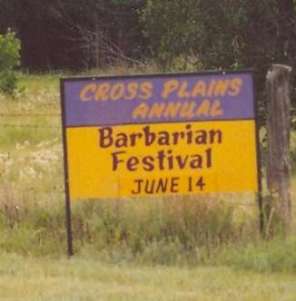 CROSS PLAINS
ANNUAL
Barbarian
Festival
JUNE 14